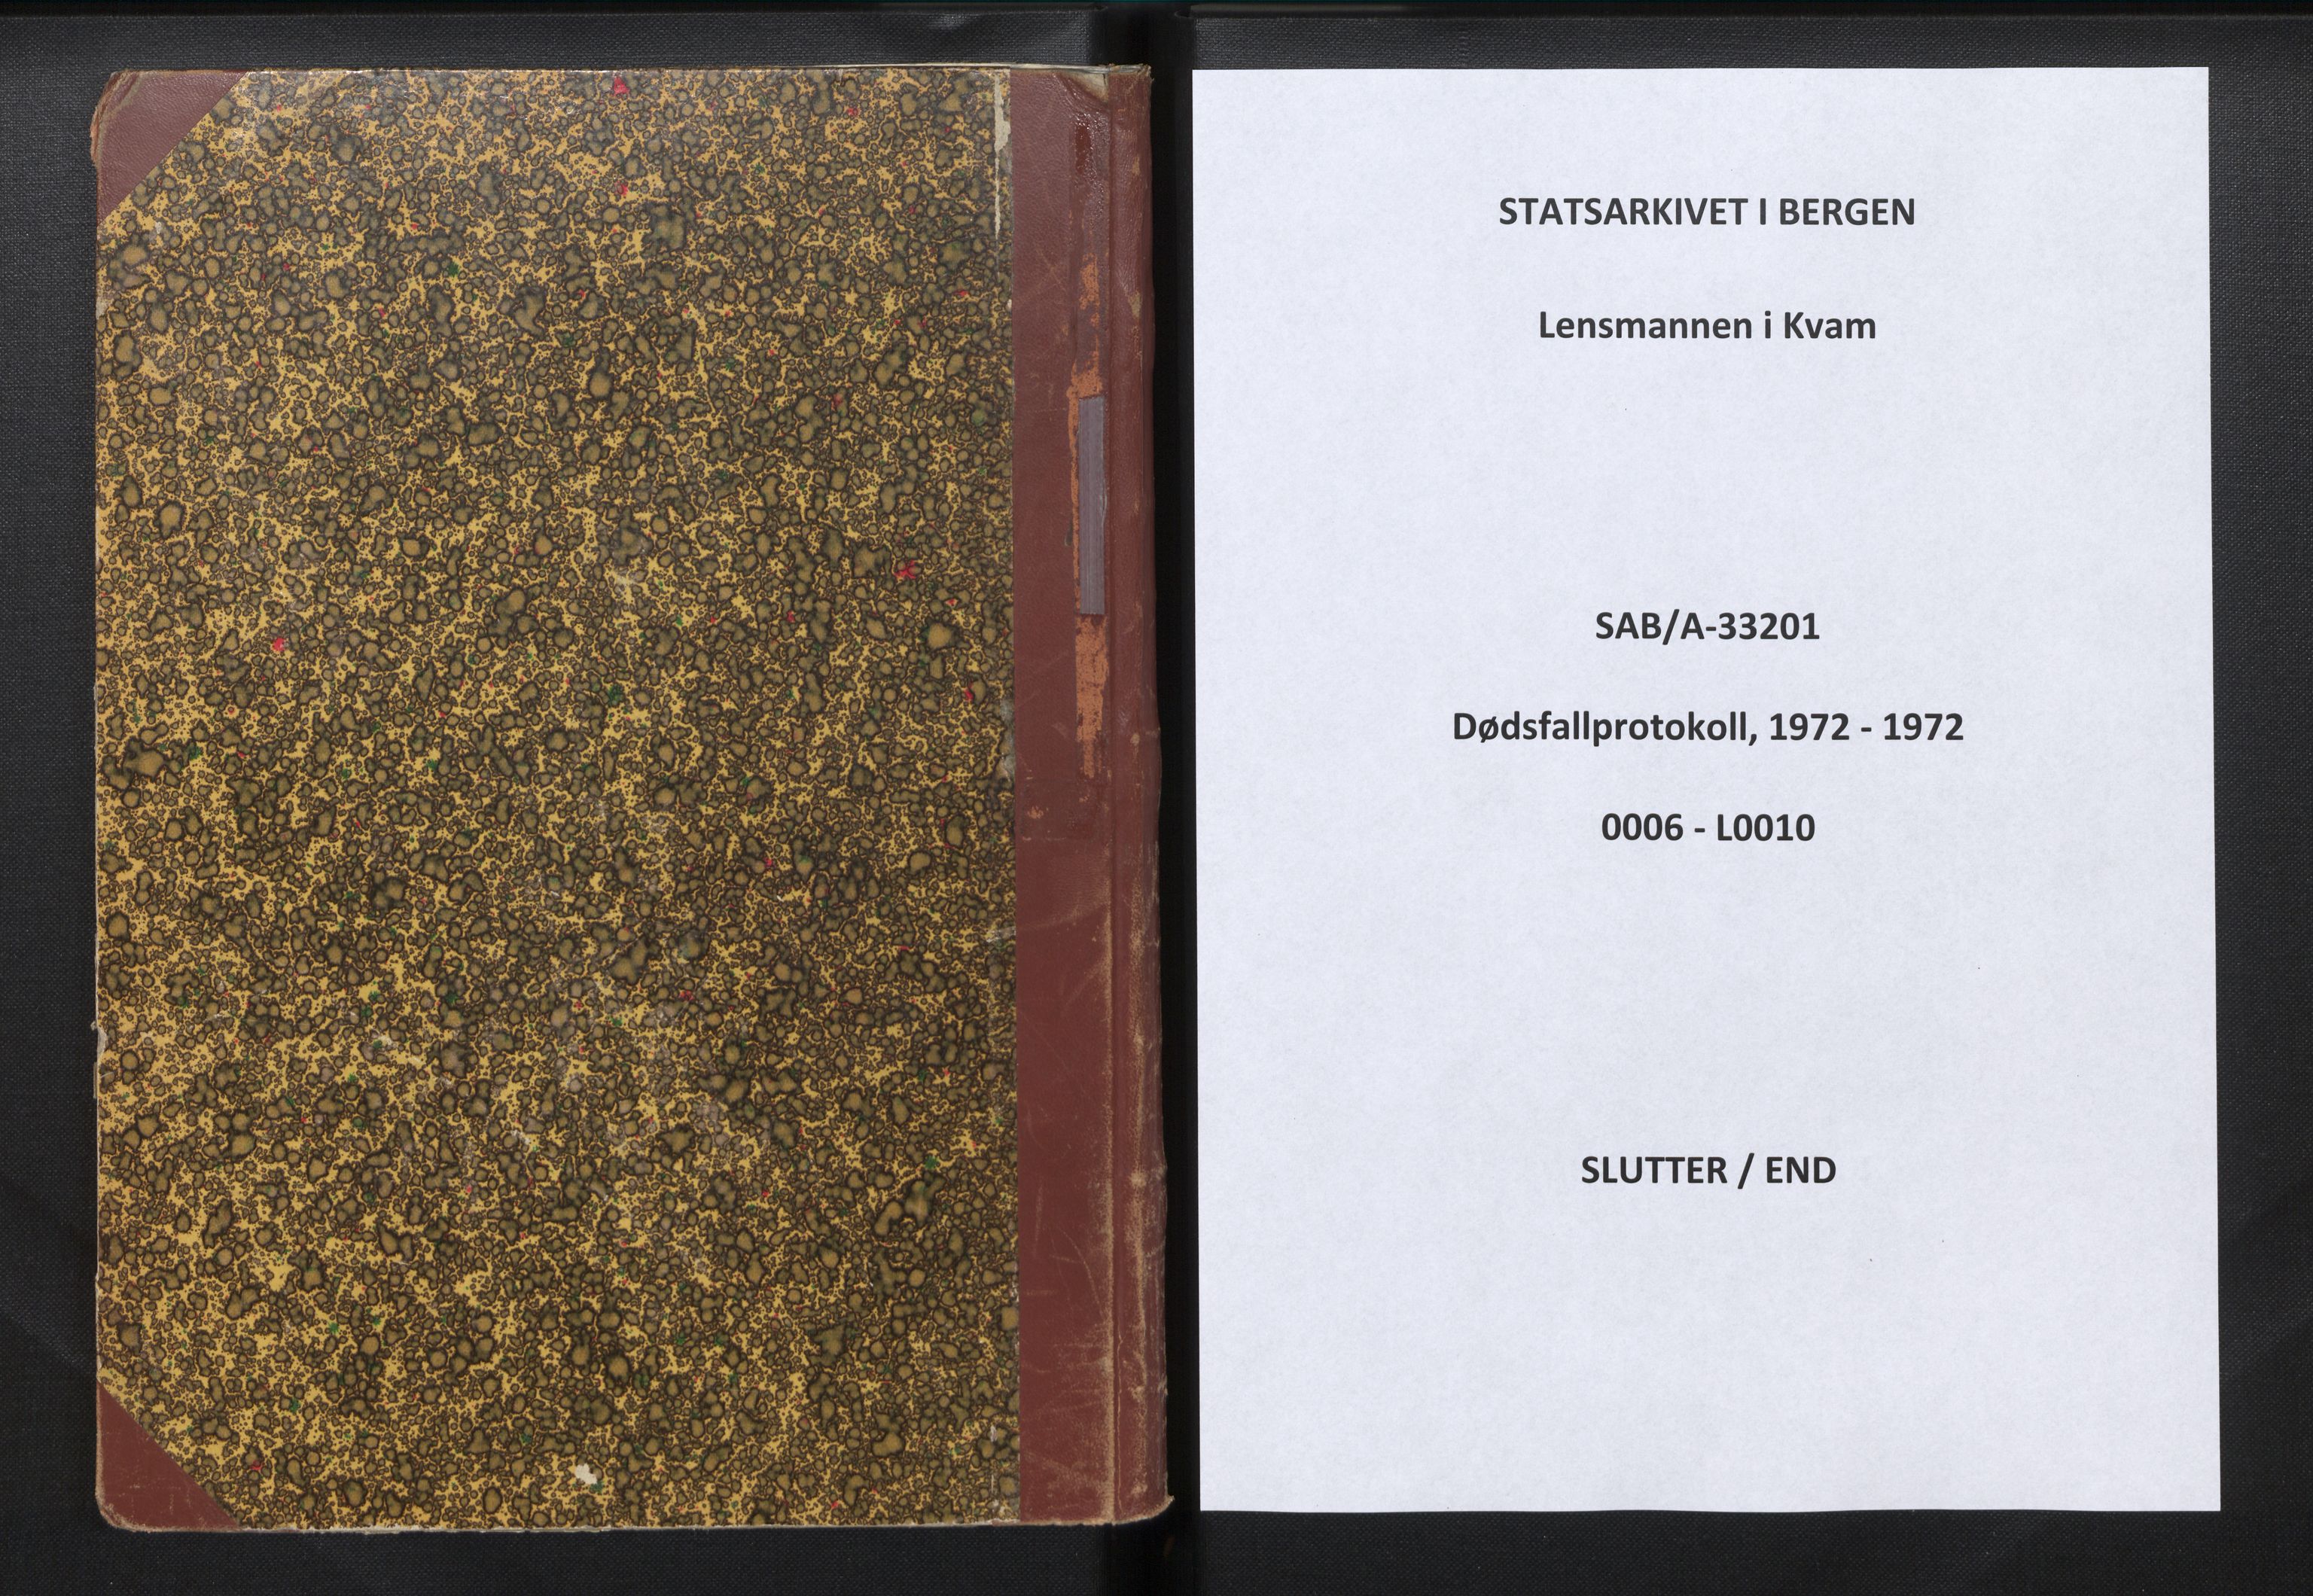 STATSARKIVET I BERGEN
Lensmannen i Kvam
SAB/A-33201
Dødsfallprotokoll, 1972 - 1972
0006 - L0010
SLUTTER / END